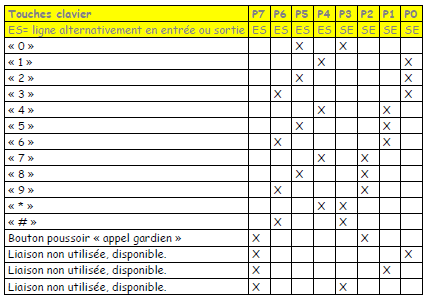 Touches clavier P7 P6 P5 P4 P3 P2 P1 P0
ES= ligne alternativement en entrée ou sortie ES ES ES ES SE SE SE SE
« 0 » X X
« 1 » X X
« 2 » X X
« 3 » X X
« 4 » X X
« 5 » X X
« 6 » X X
« 7 » X X
« 8 » X X
« 9 » X X
« * » X X
« # » X X
Bouton poussoir « appel gardien » X X
Liaison non utilisée, disponible. X X
Liaison non utilisée, disponible. X X
Liaison non utilisée, disponible. X X